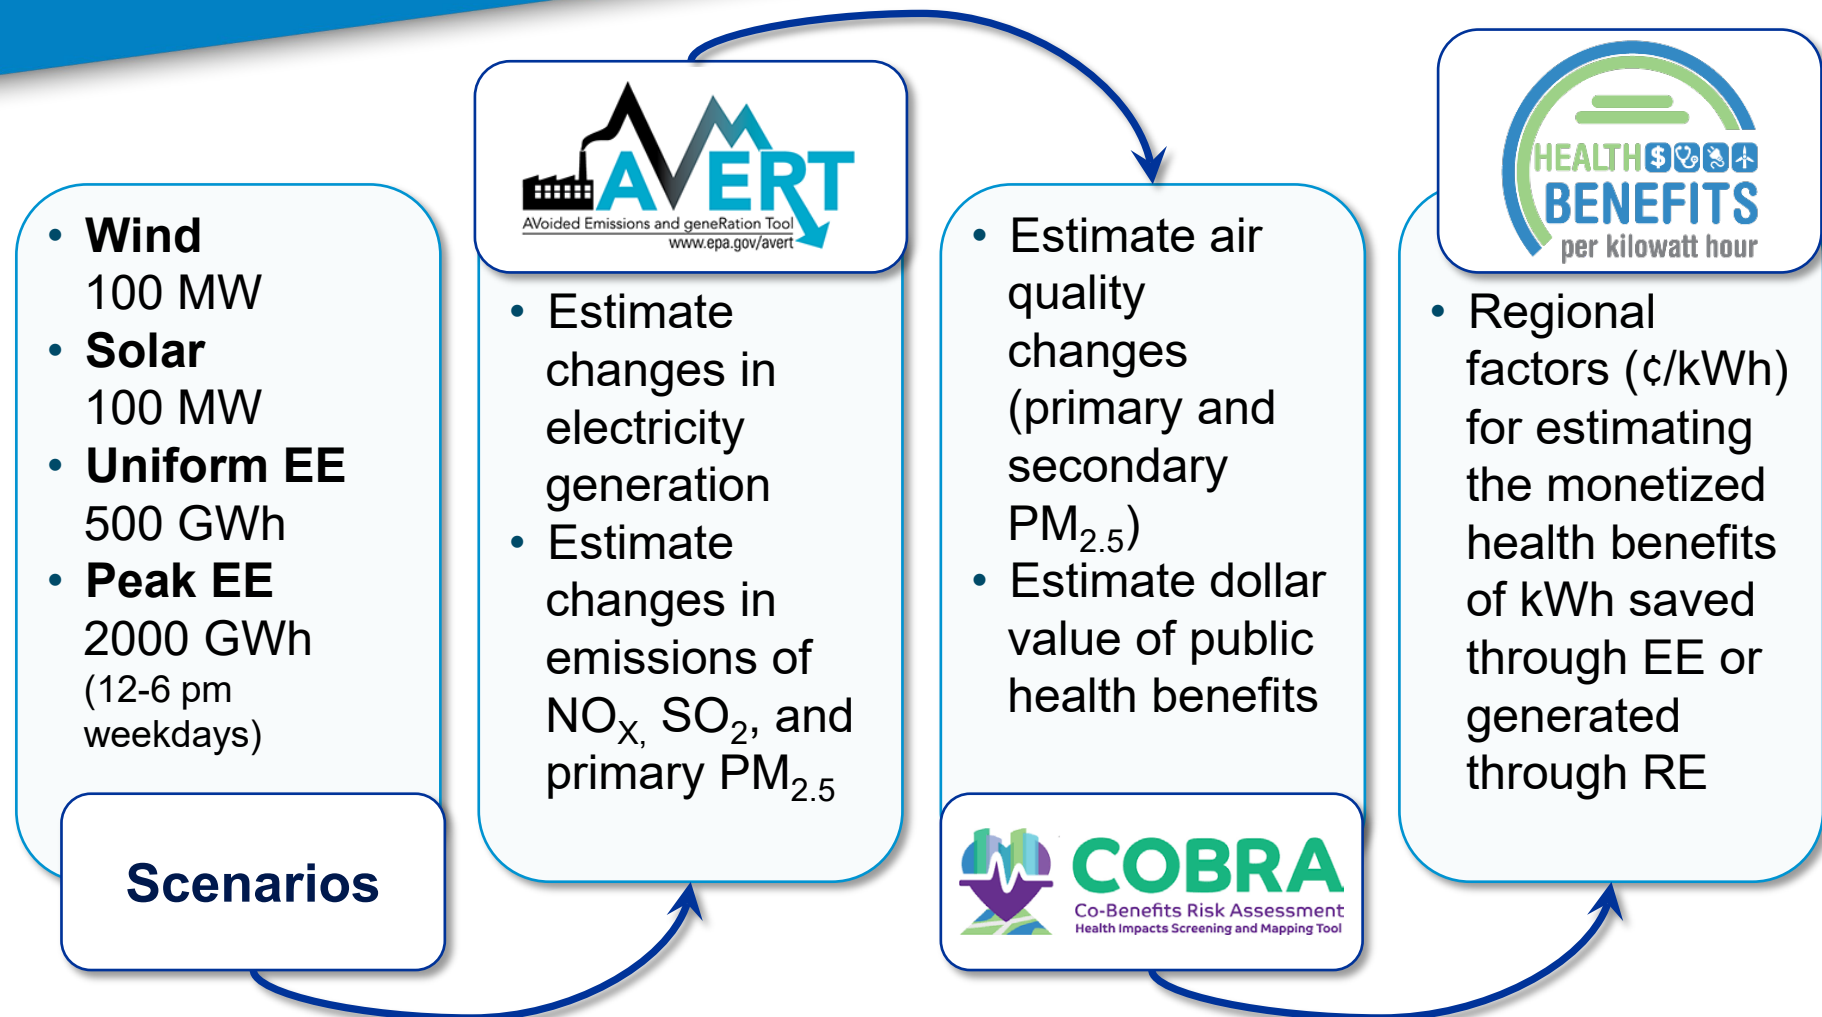 • Wind
100 MW
• Solar
100 MW
• Uniform EE
500 GWh
• Peak EE
2000 GWh
(12-6 pm
weekdays)
Scenarios
AVERT
AVoided Emissions and geneRation Tool
www.epa.gov/avert
• Estimate
changes in
electricity
generation
• Estimate
changes in
emissions of
NOX, SO2, and
primary PM2.5
• Estimate air
quality
changes
(primary and
secondary
PM2.5)
• Estimate dollar
value of public
health benefits
COBRA
Co-Benefits Risk Assessment
Health Impacts Screening and Mapping Tool
HEALTH $
BENEFITS
per kilowatt hour
• Regional
factors (¢/kWh)
for estimating
the monetized
health benefits
of kWh saved
through EE or
generated
through RE